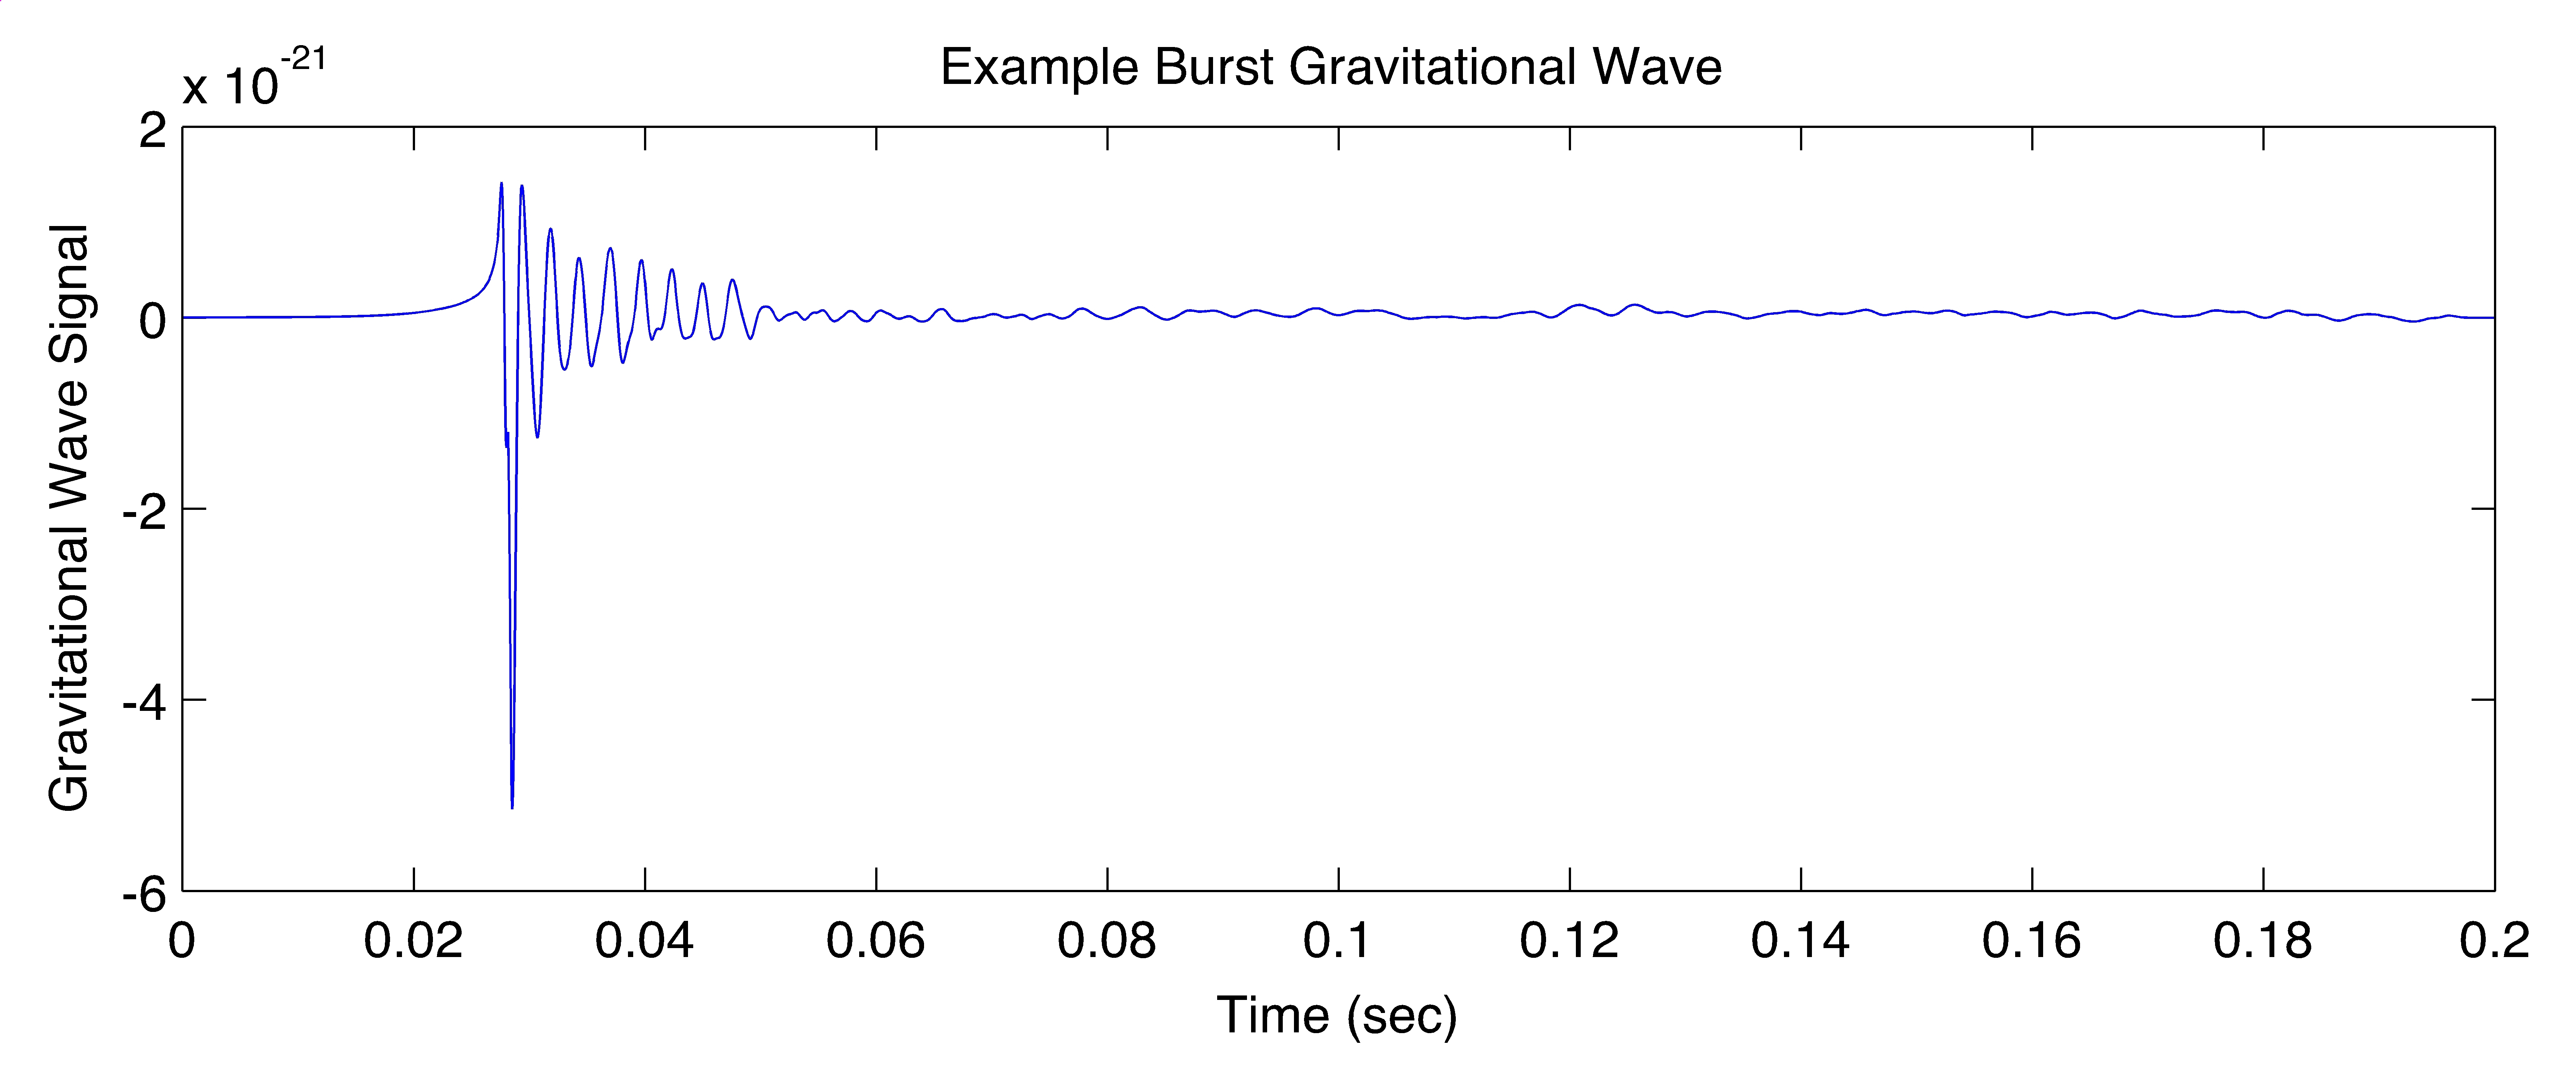 Example Burst Gravitational Wave
x 10-21
2
0
-2
-4
-6
Gravitational Wave Signal
0 0.02 0.04 0.06 0.08 0.1 0.12 0.14 0.16 0.18 0.2
Time (sec)